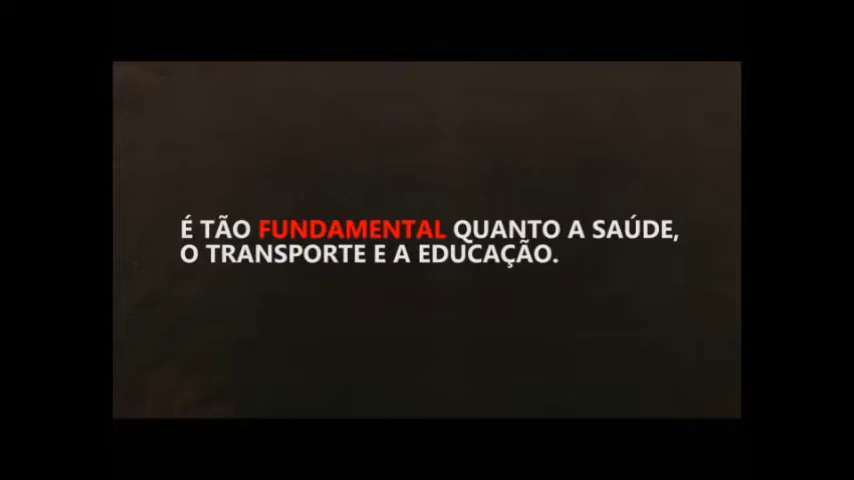 É TÃO FUNDAMENTAL QUANTO A SAÚDE,
O TRANSPORTE E A EDUCAÇÃO.